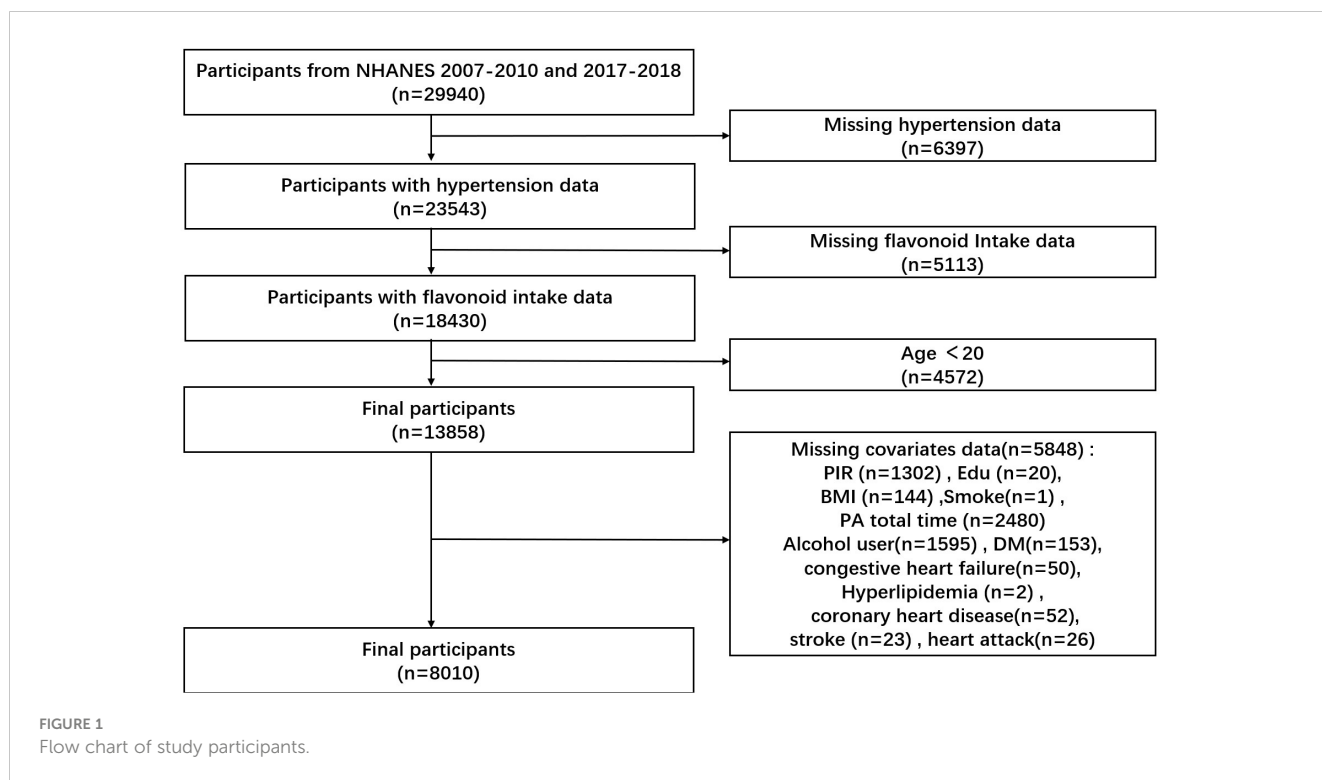 Participants from NHANES 2007-2010 and 2017-2018
(n=29940)
Missing hypertension data
(n=6397)
Participants with hypertension data
(n=23543)
Missing flavonoid Intake data
(n=5113)
Participants with flavonoid intake data
(n=18430)
Age <20
(n=4572)
Final participants
(n=13858)
Missing covariates data(n=5848) :
PIR (n=1302) , Edu (n=20),
BMI (n=144) ,Smoke(n=1) ,
PA total time (n=2480)
Alcohol user(n=1595) , DM(n=153),
congestive heart failure(n=50),
Hyperlipidemia (n=2) ,
coronary heart disease(n=52),
stroke (n=23) , heart attack(n=26)
Final participants
(n=8010)
FIGURE 1
Flow chart of study participants.